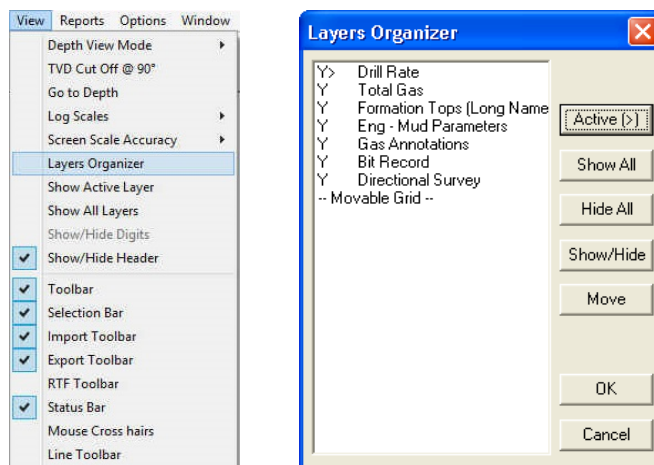 View Reports Options Window
Depth View Mode
TVD Cut Off @ 90°
Go to Depth
Log Scales
Screen Scale Accuracy
Layers Organizer
Show Active Layer
Show All Layers
Show/Hide Digits
Show/Hide Header
Toolbar
Selection Bar
Import Toolbar
Export Toolbar
RTF Toolbar
Status Bar
Mouse Cross hairs
Line Toolbar
Layers Organizer
Y> Drill Rate
Y Total Gas
Y Formation Tops (Long Name
Y Eng - Mud Parameters
Y Gas Annotations
Y Bit Record
Y Directional Survey
-- Movable Grid --
Active (>)
Show All
Hide All
Show/Hide
Move
OK
Cancel